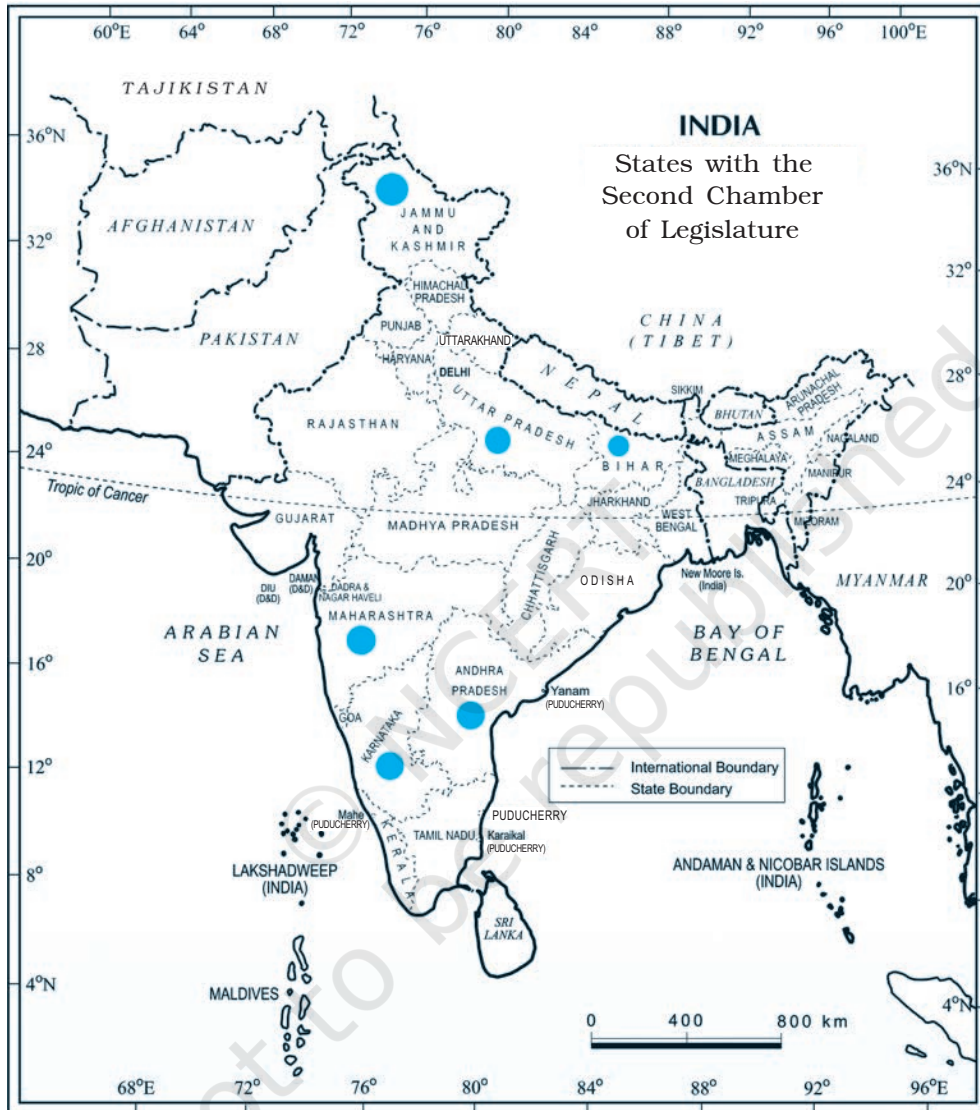 60°E 64° 68° 72° 76° 80° 84° 88° 92° 96° 100°E
TAJIKISTAN
36°N
INDIA
States with the
Second Chamber
of Legislature
36°N
AFGHANISTAN
JAMMU
AND
KASHMIR
32°
32°
HIMACHAL
PRADESH
PUNJAB
CHINA
(TIBET)
PAKISTAN
UTTARAKHAND
28°
HARYANA
DELHI
NEPAL
28°
SIKKIM
ARUNACHAL
PRADESH
BHUTAN
RAJASTHAN
UTTAR PRADESH
ASSAM
NAGALAND
24°
MEGHALAYA
BIHAR
MANIPUR
BANGLADESH
24°
Tropic of Cancer
JHARKHAND
TRIPURA
WEST
BENGAL
MIZORAM
GUJARAT
MADHYA PRADESH
20°
CHHATTISGARH
ODISHA
New Moore Is.
(India)
MYANMAR
20°
DIU
(D&D)
DAMAN
(D&D)
DADRA &
NAGAR HAVELI
MAHARASHTRA
ARABIAN
SEA
BAY OF
BENGAL
16°
ANDHRA
PRADESH
Yanam
(PUDUCHERRY)
16°
GOA
KARNATAKA
12°
International Boundary
State Boundary
12°
Mahe
(PUDUCHERRY)
PUDUCHERRY
KERALA
TAMIL NADU
Karaikal
(PUDUCHERRY)
LAKSHADWEEP
(INDIA)
ANDAMAN & NICOBAR ISLANDS
(INDIA)
8°
8°
SRI
LANKA
4°N
MALDIVES
4°N
0 400 800 km
68°E 72° 76° 80° 84° 88° 92° 96°E
© NCERT
not to be republished